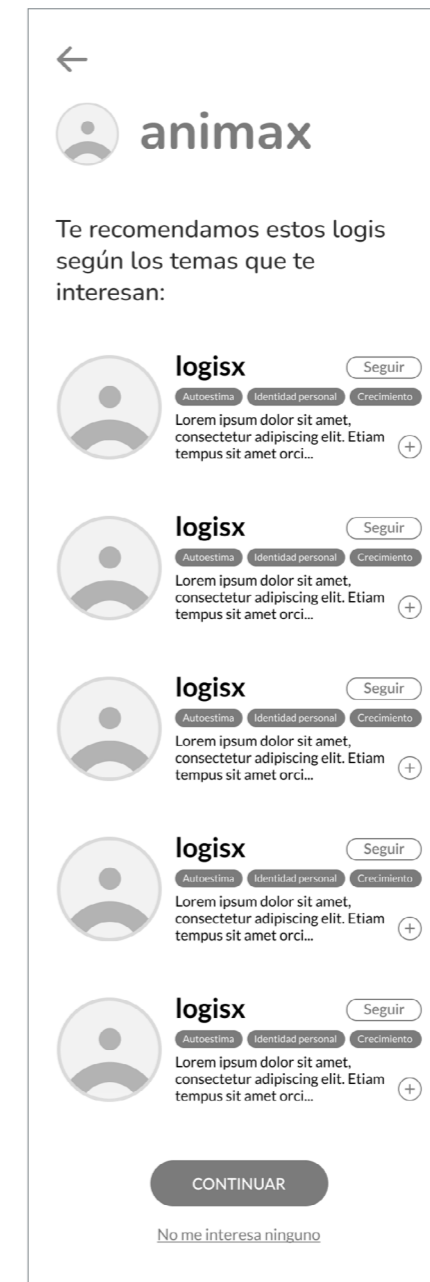 animax
Te recomendamos estos logis
según los temas que te
interesan:
logisx
Seguir
Autoestima Identidad personal Crecimiento
Lorem ipsum dolor sit amet,
consectetur adipiscing elit. Etiam
tempus sit amet orci...
logisx
Seguir
Autoestima Identidad personal Crecimiento
Lorem ipsum dolor sit amet,
consectetur adipiscing elit. Etiam
tempus sit amet orci...
logisx
Seguir
Autoestima Identidad personal Crecimiento
Lorem ipsum dolor sit amet,
consectetur adipiscing elit. Etiam
tempus sit amet orci...
logisx
Seguir
Autoestima Identidad personal Crecimiento
Lorem ipsum dolor sit amet,
consectetur adipiscing elit. Etiam
tempus sit amet orci...
logisx
Seguir
Autoestima Identidad personal Crecimiento
Lorem ipsum dolor sit amet,
consectetur adipiscing elit. Etiam
tempus sit amet orci...
CONTINUAR
No me interesa ninguno